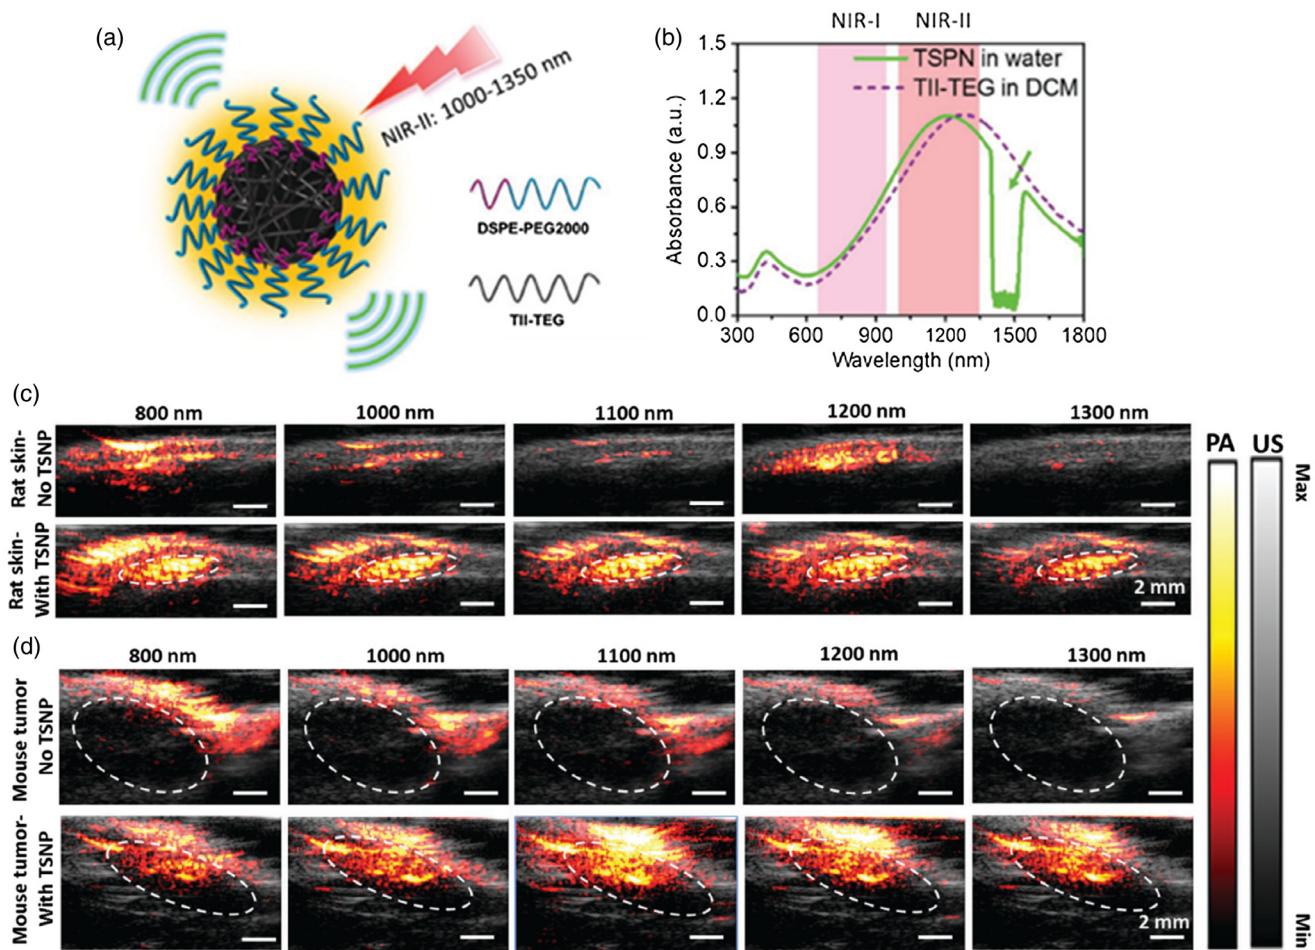 (a)
NIR-II: 1000-1350 nm
DSPE-PEG2000
TII-TEG
(b)
NIR-I NIR-II
TSPN in water
TII-TEG in DCM
Absorbance (a.u.)
1.5
1.2
0.9
0.6
0.3
0.0
300 600 900 1200 1500 1800
Wavelength (nm)
(c)
800 nm 1000 nm 1100 nm 1200 nm 1300 nm
Rat skin-
No TSNP
Rat skin-
With TSNP
2 mm
(d)
800 nm 1000 nm 1100 nm 1200 nm 1300 nm
Mouse tumor
No TSNP
Mouse tumor-
With TSNP
2 mm
PA US
Max
Min